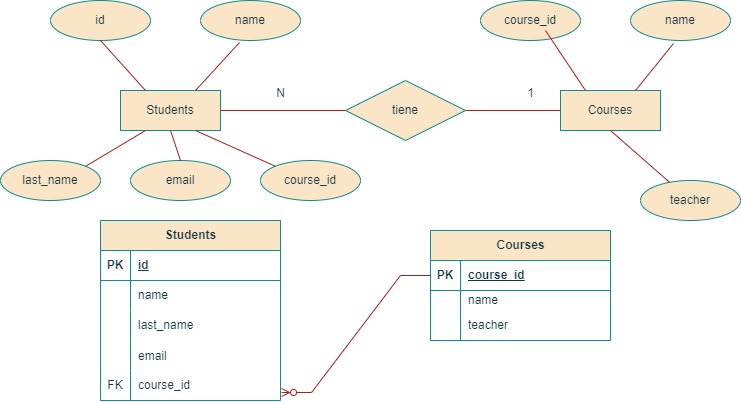 id
name
course_id
name
Students
N
tiene
1
Courses
last_name
email
course_id
teacher
Students
PK id
name
last_name
email
FK course_id
Courses
PK course_id
name
teacher